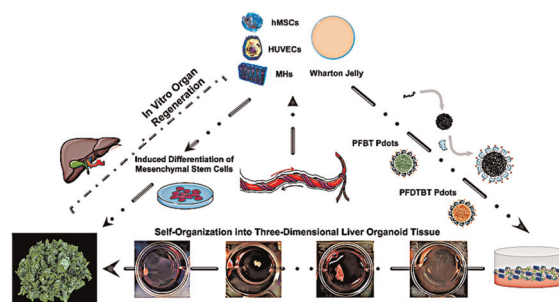 hMSCs
HUVECs
MHs
Wharton Jelly
In Vitro Organ
Regeneration
Induced Differentiation of
Mesenchymal Stem Cells
PFBT Pdots
PFDTBT Pdots
Self-Organization into Three-Dimensional Liver Organoid Tissue